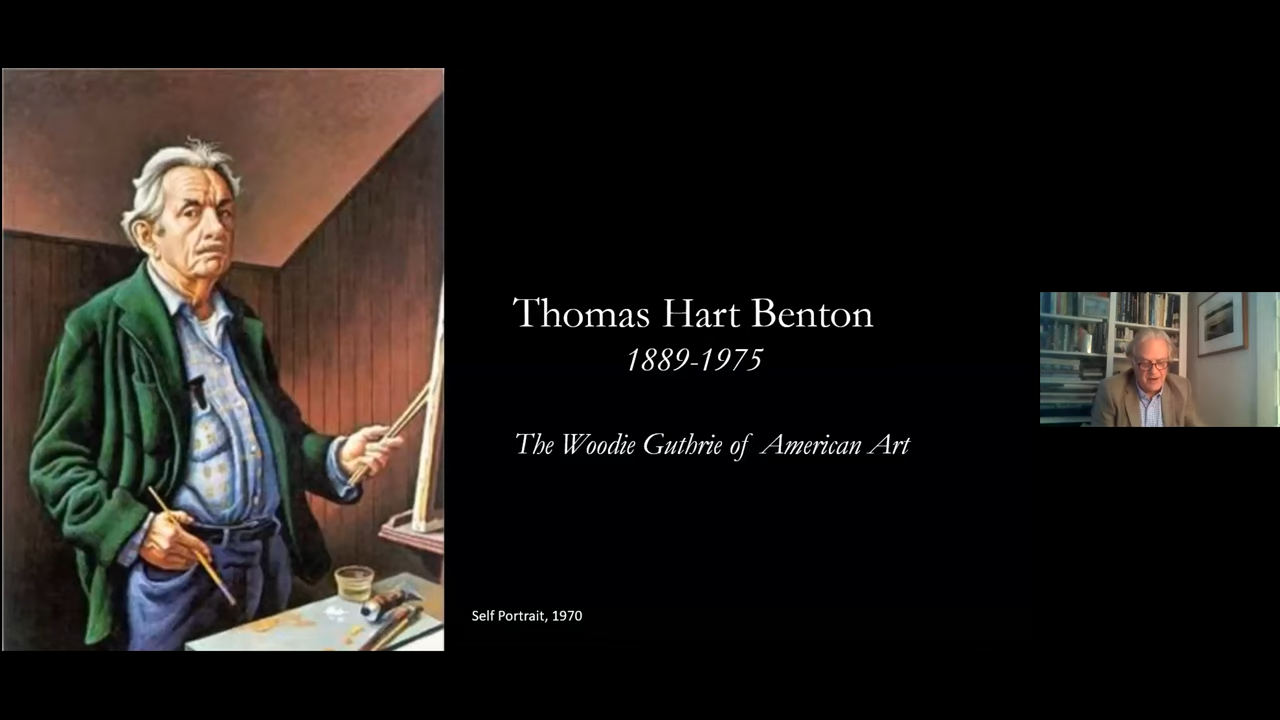 Thomas Hart Benton
1889-1975
The Woodie Guthrie of American Art
Self Portrait, 1970